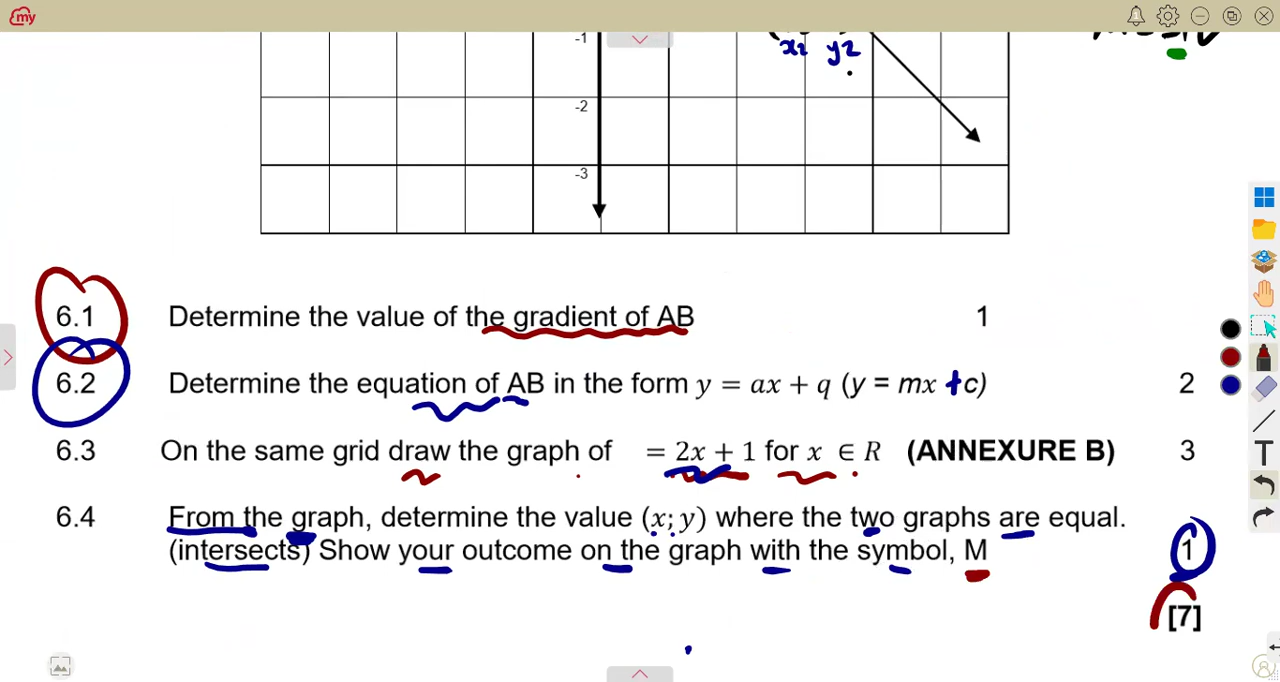 my
-1
x2 y2
-2
-3
6.1 Determine the value of the gradient of AB 1
6.2 Determine the equation of AB in the form y = ax + q (y = mx +c) 2
6.3 On the same grid draw the graph of = 2x + 1 for x ∈ R (ANNEXURE B) 3
6.4 From the graph, determine the value (x; y) where the two graphs are equal.
(intersects) Show your outcome on the graph with the symbol, M 1
[7]
T